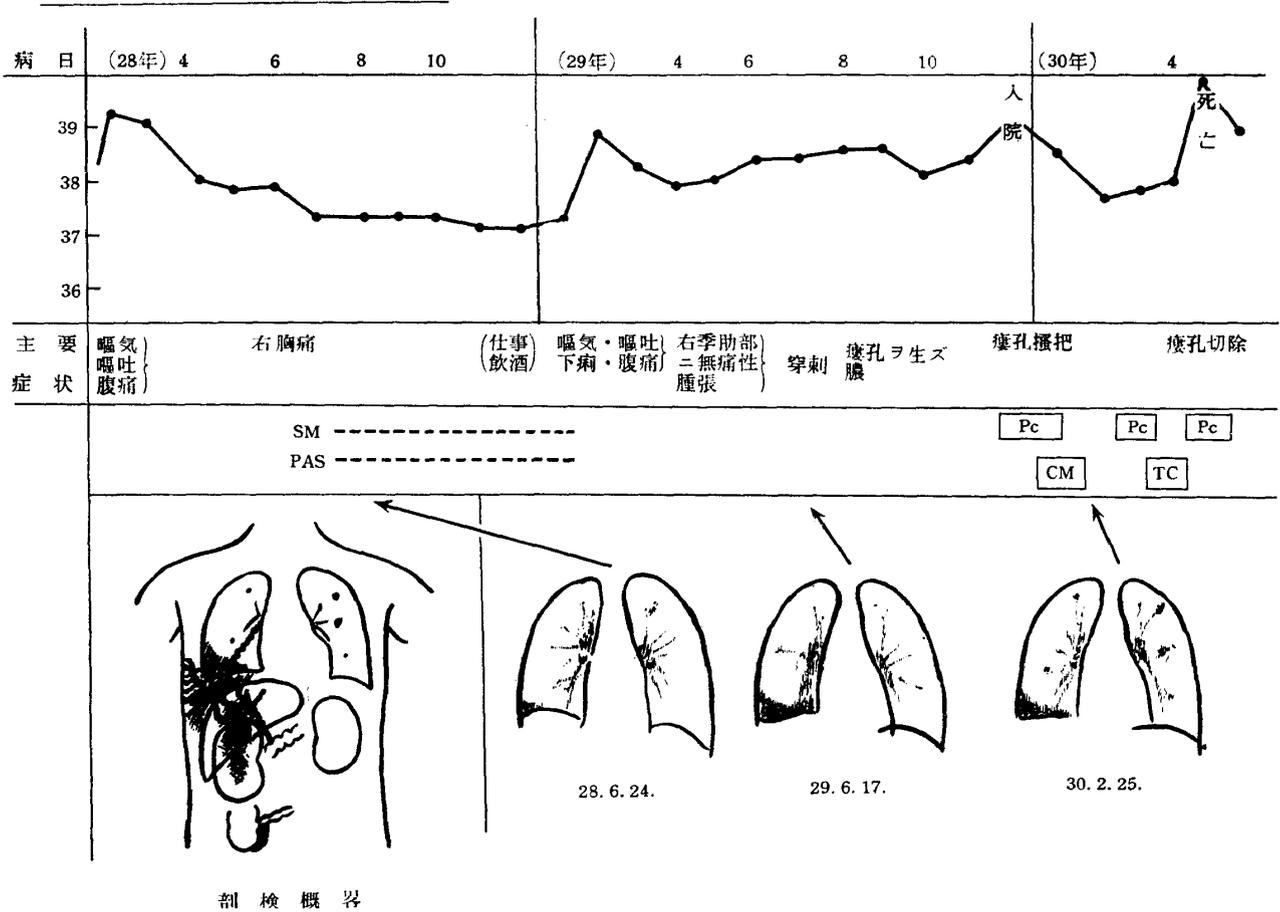 病 日 (28年) 4 6 8 10 (29年) 4 6 8 10 (30年) 4
入院
死亡
39
38
37
36
主要症状
嘔気
嘔吐
腹痛
右胸痛
(仕事
飲酒)
嘔気・嘔吐
下痢・腹痛
右季肋部
ニ無痛性
腫張
穿刺
瘻孔ヲ生ズ
膿
瘻孔搔把
瘻孔切除
SM
PAS
Pc Pc Pc
CM TC
28. 6. 24. 29. 6. 17. 30. 2. 25.
剖検概